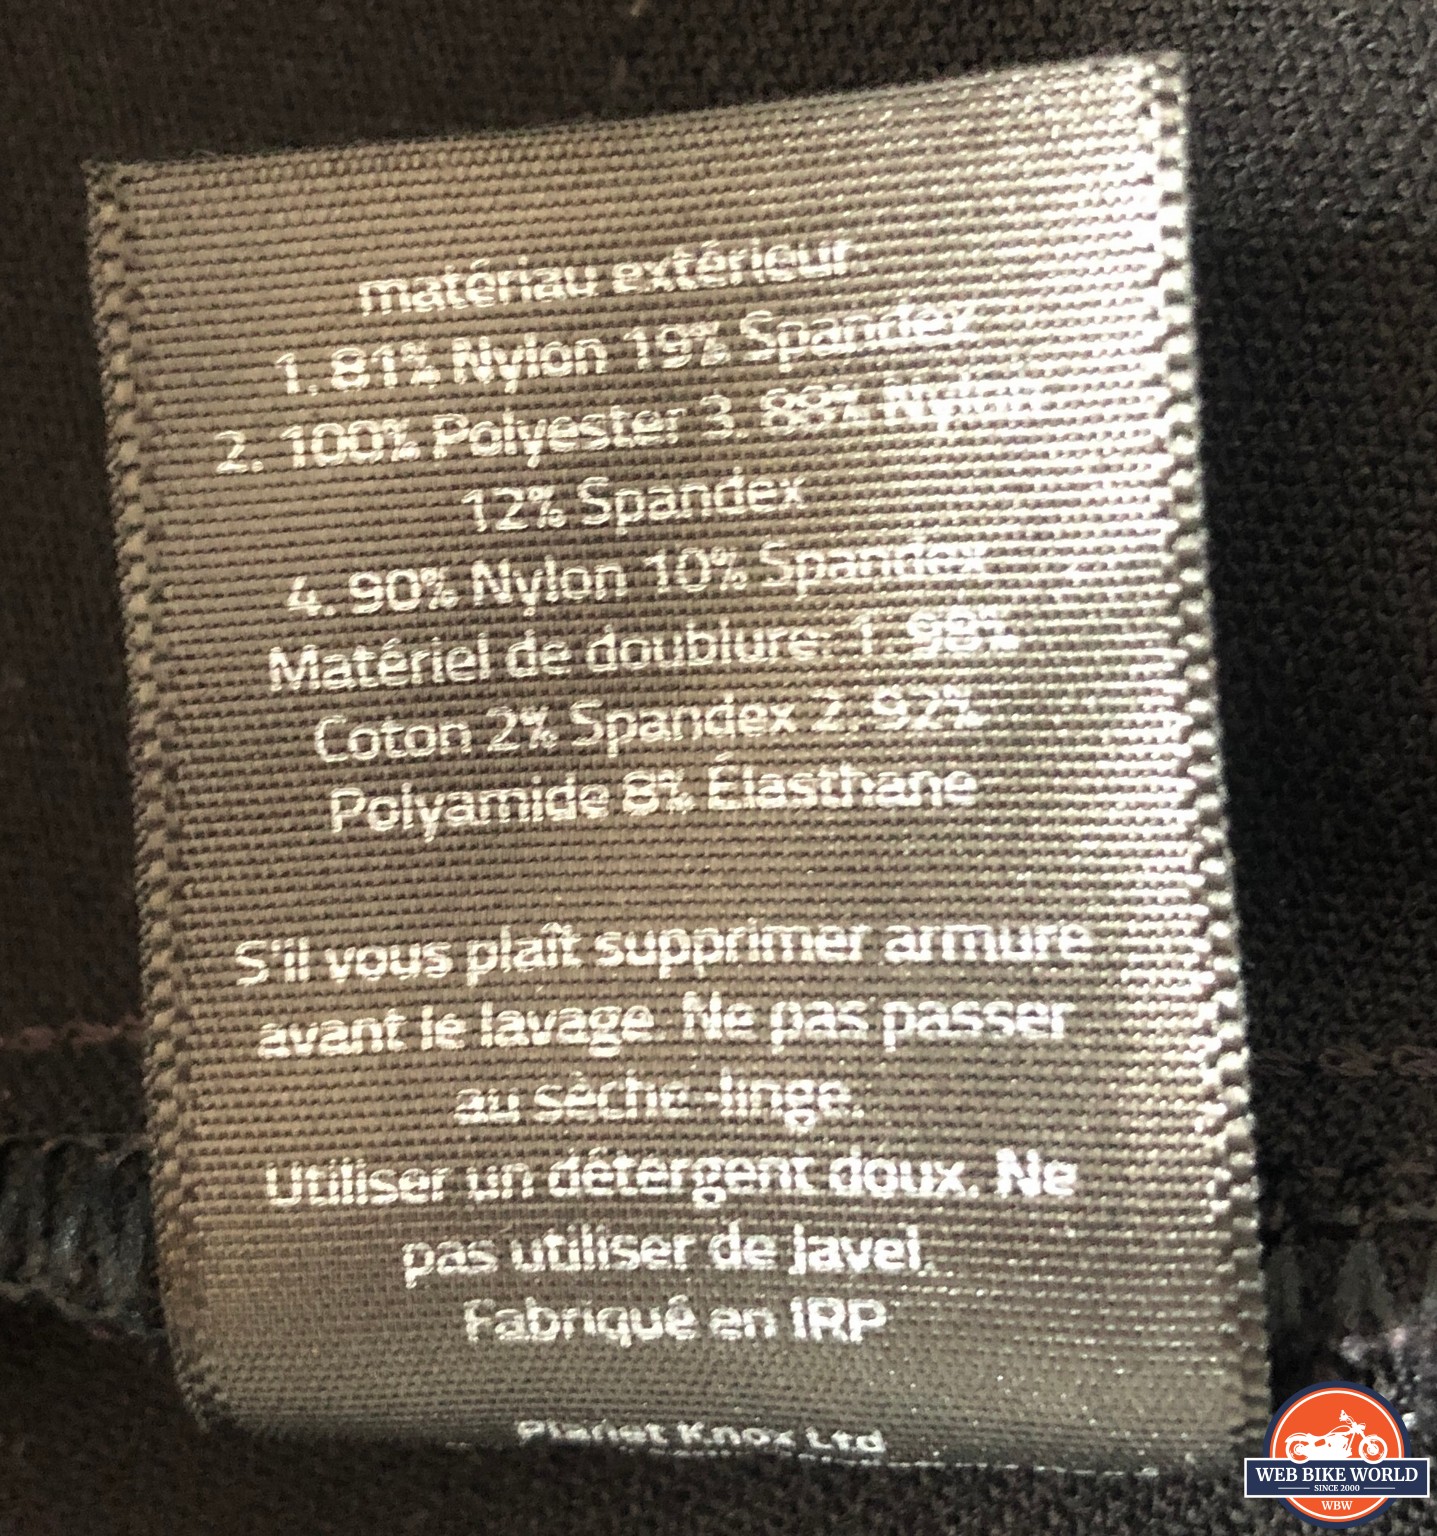 matériau extérieur:
1. 81% Nylon 19% Spandex
2. 100% Polyester 3. 88% Nylon
12% Spandex
4. 90% Nylon 10% Spandex
Matériel de doublure: 1. 98%
Coton 2% Spandex 2. 92%
Polyamide 8% Élasthane
S'il vous plaît supprimer armure
avant le lavage. Ne pas passer
au sèche-linge.
Utiliser un détergent doux. Ne
pas utiliser de Javel.
Fabriqué en IRP
Planet Knox Ltd
WEB BIKE WORLD
SINCE 2000
WBW